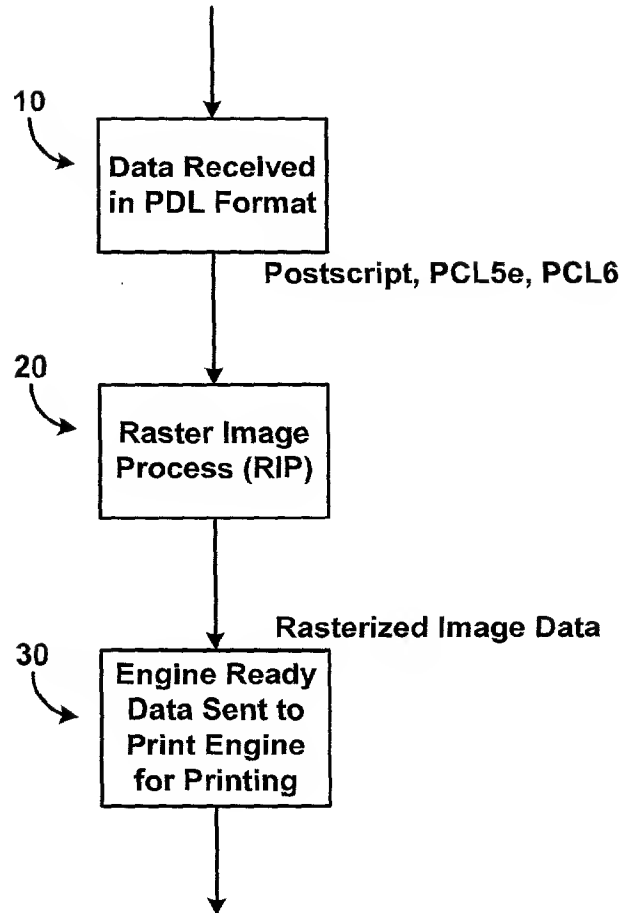 10
Data Received
in PDL Format
Postscript, PCL5e, PCL6
20
Raster Image
Process (RIP)
Rasterized Image Data
30
Engine Ready
Data Sent to
Print Engine
for Printing